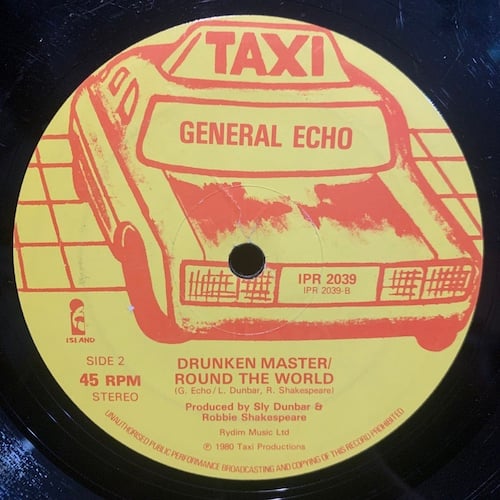 TAXI
GENERAL ECHO
IPR 2039
IPR 2039-B
ISLAND
SIDE 2
45 RPM
STEREO
DRUNKEN MASTER/
ROUND THE WORLD
(G. Echo/L. Dunbar, R. Shakespeare)
Produced by Sly Dunbar &
Robbie Shakespeare
Rydim Music Ltd
℗ 1980 Taxi Productions
UNAUTHORISED PUBLIC PERFORMANCE BROADCASTING AND COPYING OF THIS RECORD PROHIBITED